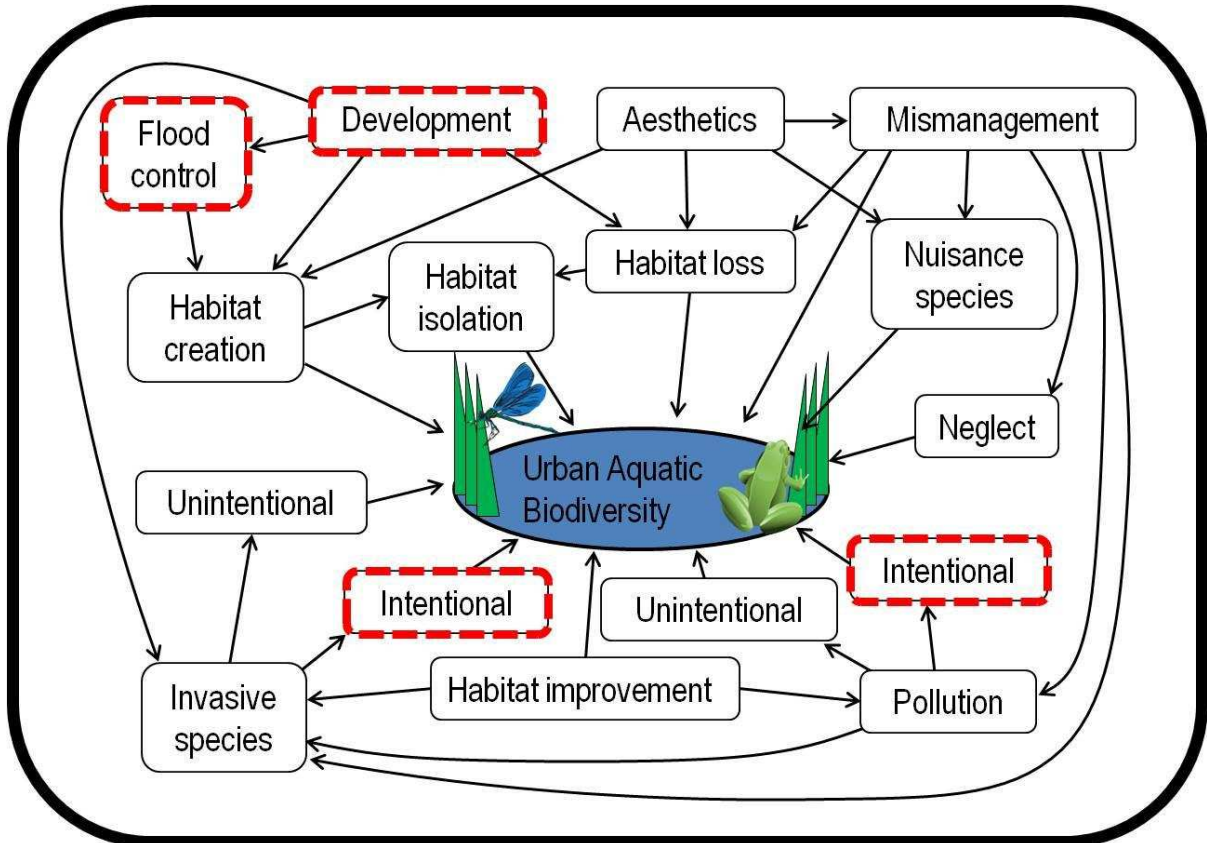 Development
Aesthetics
Mismanagement
Flood
control
Habitat loss
Nuisance
species
Habitat
isolation
Habitat
creation
Neglect
Urban Aquatic
Biodiversity
Unintentional
Intentional
Intentional
Unintentional
Invasive
species
Habitat improvement
Pollution